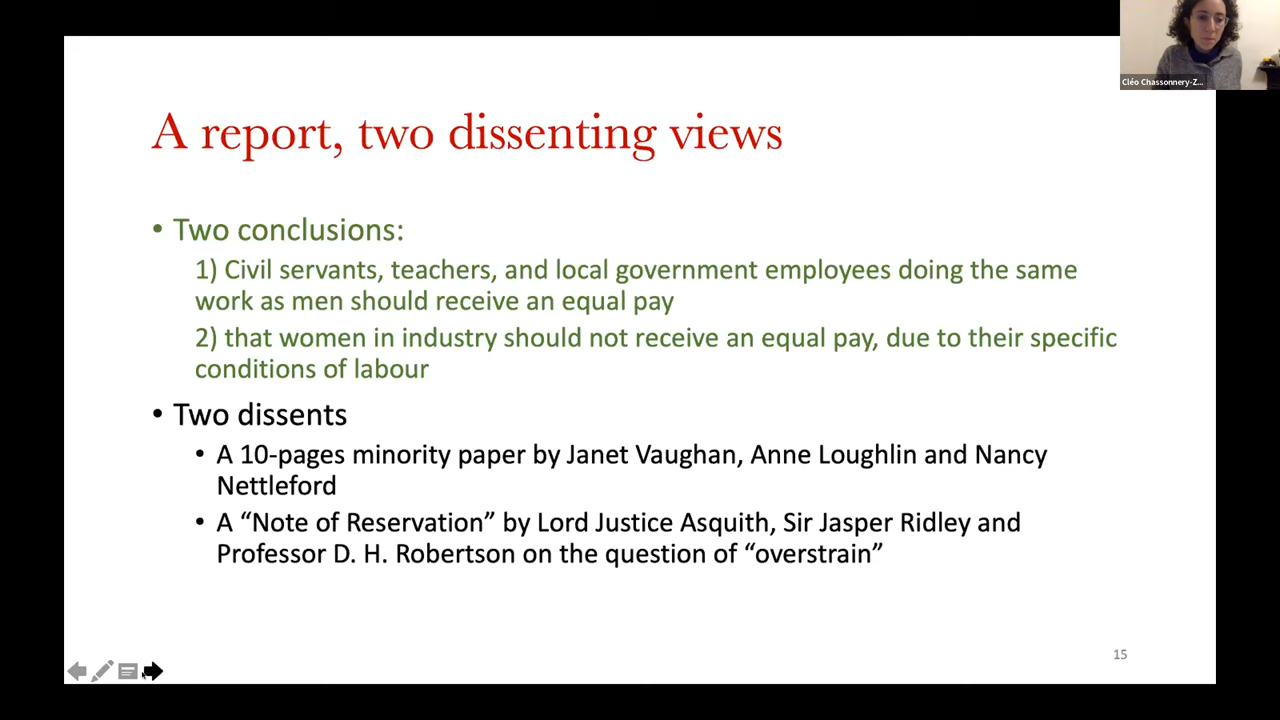 Cléo Chassonnery-Z...
A report, two dissenting views
• Two conclusions:
1) Civil servants, teachers, and local government employees doing the same
work as men should receive an equal pay
2) that women in industry should not receive an equal pay, due to their specific
conditions of labour
• Two dissents
• A 10-pages minority paper by Janet Vaughan, Anne Loughlin and Nancy
Nettleford
• A “Note of Reservation” by Lord Justice Asquith, Sir Jasper Ridley and
Professor D. H. Robertson on the question of “overstrain”
15